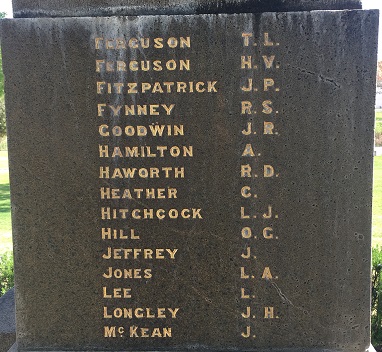 FERGUSON T. L.
FERGUSON H. V.
FITZPATRICK J. P.
FYNNEY R. S.
GOODWIN J. R.
HAMILTON A.
HAWORTH R. D.
HEATHER C.
HITCHCOCK L. J.
HILL O. G.
JEFFREY J.
JONES L. A.
LEE L.
LONGLEY J. H.
McKEAN J.